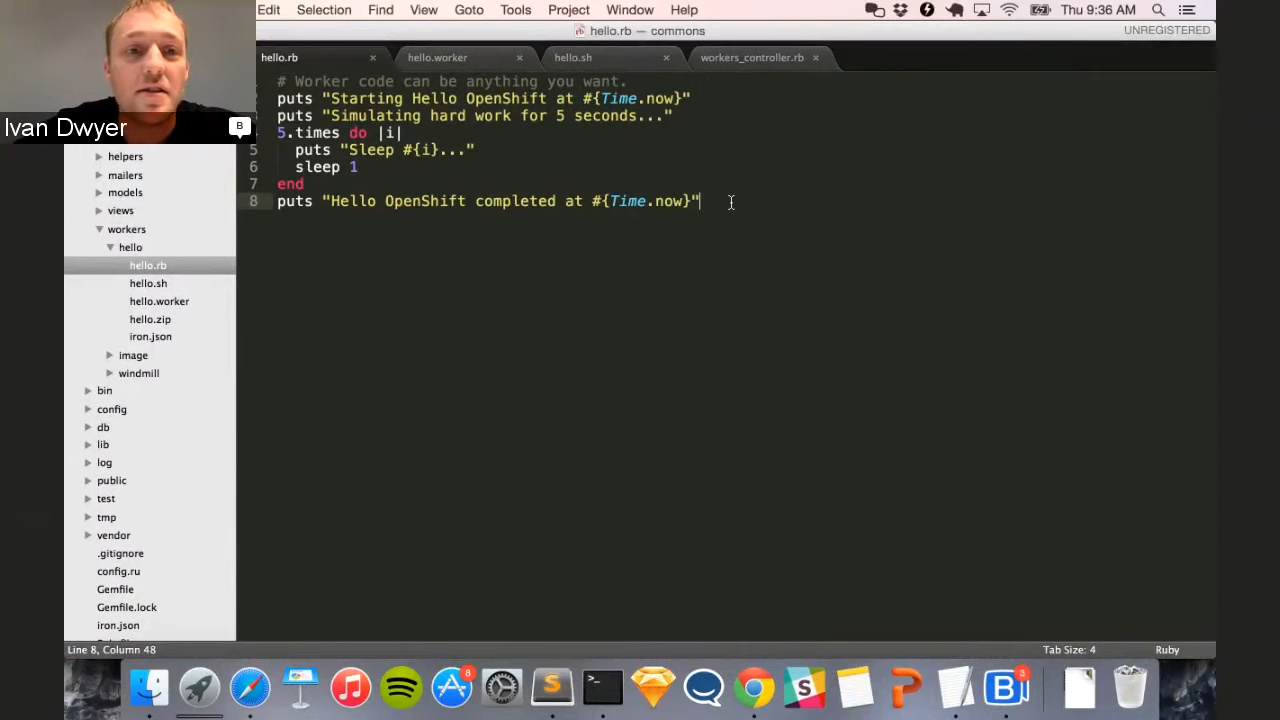 Edit Selection Find View Goto Tools Project Window Help Thu 9:36 AM
hello.rb — commons UNREGISTERED
hello.rb × hello.worker × hello.sh × workers_controller.rb ×
# Worker code can be anything you want.
puts "Starting Hello OpenShift at #{Time.now}"
puts "Simulating hard work for 5 seconds..."
5.times do |i|
5 puts "Sleep #{i}..."
6 sleep 1
7 end
8 puts "Hello OpenShift completed at #{Time.now}"
Ivan Dwyer B
helpers
mailers
models
views
workers
hello
hello.rb
hello.sh
hello.worker
hello.zip
iron.json
image
windmill
bin
config
db
lib
log
public
test
tmp
vendor
.gitignore
config.ru
Gemfile
Gemfile.lock
iron.json
Line 8, Column 48 Tab Size: 4 Ruby
8 3